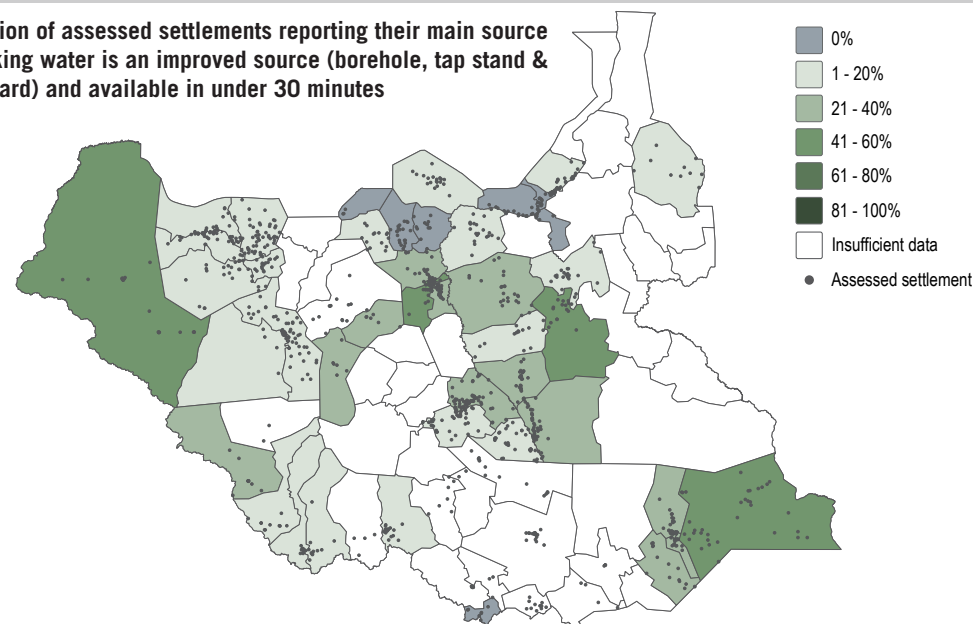 ion of assessed settlements reporting their main source
king water is an improved source (borehole, tap stand &
ard) and available in under 30 minutes
0%
1 - 20%
21 - 40%
41 - 60%
61 - 80%
81 - 100%
Insufficient data
Assessed settlement